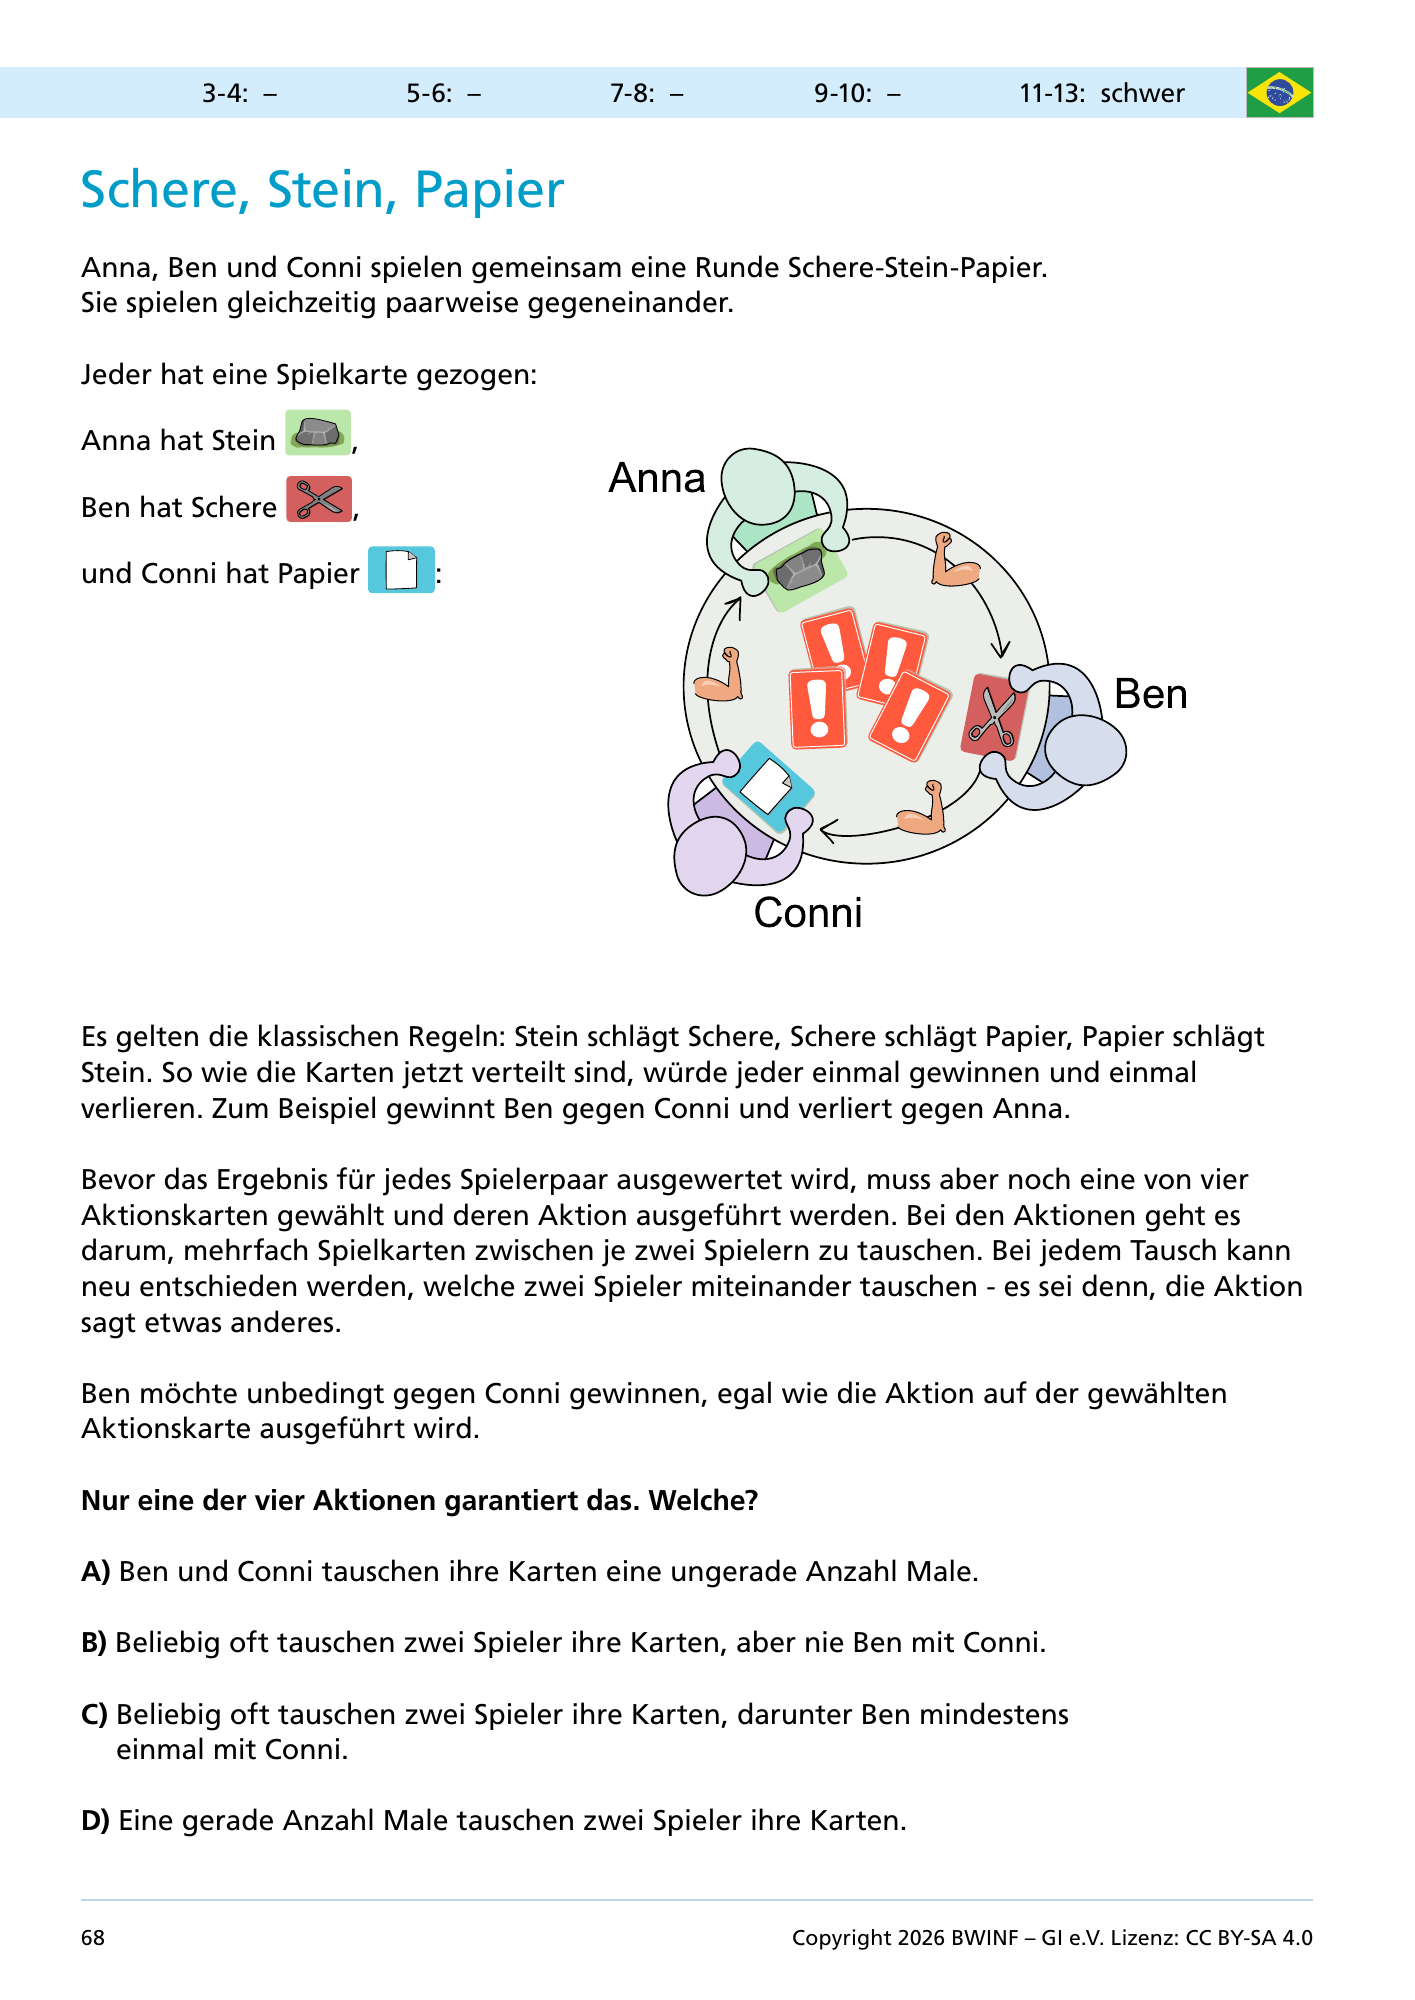 3-4: –
5-6: –
7-8: –
9-10: –
11-13: schwer
Schere, Stein, Papier
Anna, Ben und Conni spielen gemeinsam eine Runde Schere-Stein-Papier.
Sie spielen gleichzeitig paarweise gegeneinander.
Jeder hat eine Spielkarte gezogen:
Anna hat Stein ,
Ben hat Schere ,
und Conni hat Papier :
Anna
Ben
Conni
Es gelten die klassischen Regeln: Stein schlägt Schere, Schere schlägt Papier, Papier schlägt
Stein. So wie die Karten jetzt verteilt sind, würde jeder einmal gewinnen und einmal
verlieren. Zum Beispiel gewinnt Ben gegen Conni und verliert gegen Anna.
Bevor das Ergebnis für jedes Spielerpaar ausgewertet wird, muss aber noch eine von vier
Aktionskarten gewählt und deren Aktion ausgeführt werden. Bei den Aktionen geht es
darum, mehrfach Spielkarten zwischen je zwei Spielern zu tauschen. Bei jedem Tausch kann
neu entschieden werden, welche zwei Spieler miteinander tauschen - es sei denn, die Aktion
sagt etwas anderes.
Ben möchte unbedingt gegen Conni gewinnen, egal wie die Aktion auf der gewählten
Aktionskarte ausgeführt wird.
Nur eine der vier Aktionen garantiert das. Welche?
A) Ben und Conni tauschen ihre Karten eine ungerade Anzahl Male.
B) Beliebig oft tauschen zwei Spieler ihre Karten, aber nie Ben mit Conni.
C) Beliebig oft tauschen zwei Spieler ihre Karten, darunter Ben mindestens
einmal mit Conni.
D) Eine gerade Anzahl Male tauschen zwei Spieler ihre Karten.
68
Copyright 2026 BWINF – GI e.V. Lizenz: CC BY-SA 4.0